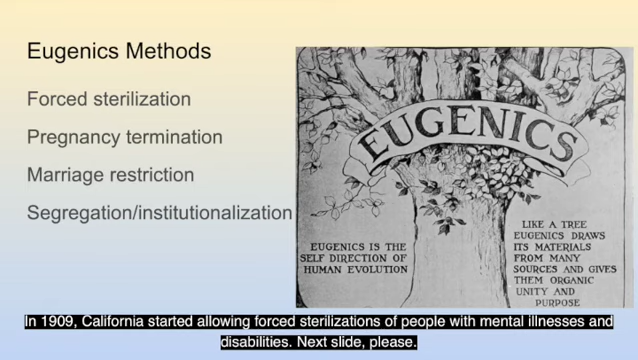 Eugenics Methods
Forced sterilization
Pregnancy termination
Marriage restriction
Segregation/institutionalization
EUGENICS
EUGENICS IS THE
SELF DIRECTION OF
HUMAN EVOLUTION
LIKE A TREE
EUGENICS DRAWS
ITS MATERIALS
FROM MANY
SOURCES AND GIVES
THEM ORGANIC
UNITY AND
PURPOSE
In 1909, California started allowing forced sterilizations of people with mental illnesses and
disabilities. Next slide, please.